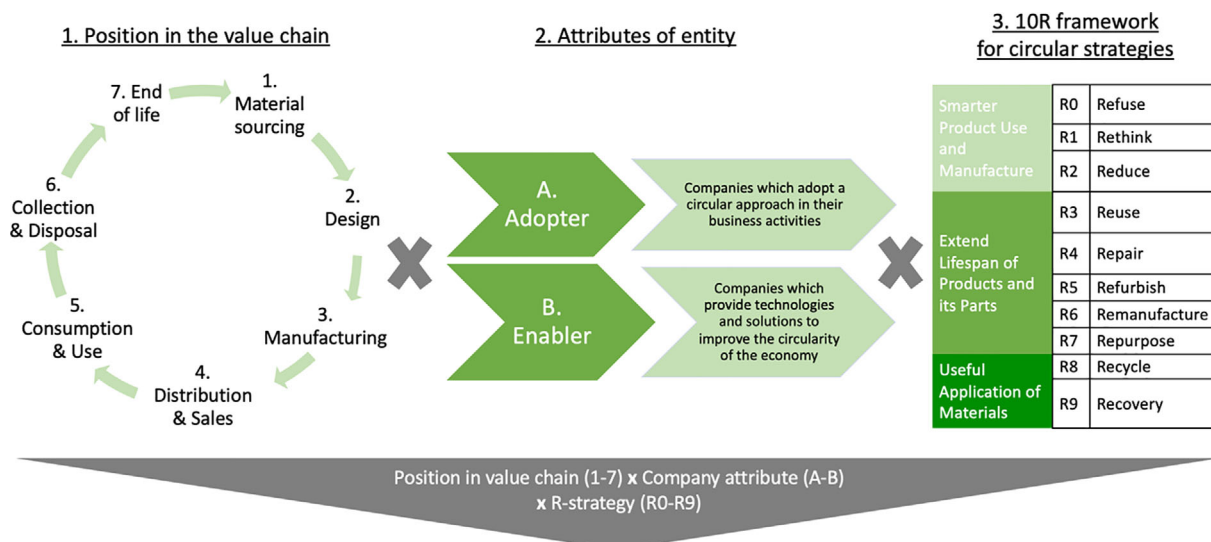 1. Position in the value chain
1.
Material
sourcing
2.
Design
3.
Manufacturing
4.
Distribution
& Sales
5.
Consumption
& Use
6.
Collection
& Disposal
7. End
of life
2. Attributes of entity
A.
Adopter
Companies which adopt a
circular approach in their
business activities
B.
Enabler
Companies which
provide technologies
and solutions to
improve the circularity
of the economy
3. 10R framework
for circular strategies
Smarter
Product Use
and
Manufacture
R0 Refuse
R1 Rethink
R2 Reduce
Extend
Lifespan of
Products and
its Parts
R3 Reuse
R4 Repair
R5 Refurbish
R6 Remanufacture
R7 Repurpose
Useful
Application of
Materials
R8 Recycle
R9 Recovery
Position in value chain (1-7) x Company attribute (A-B)
x R-strategy (R0-R9)